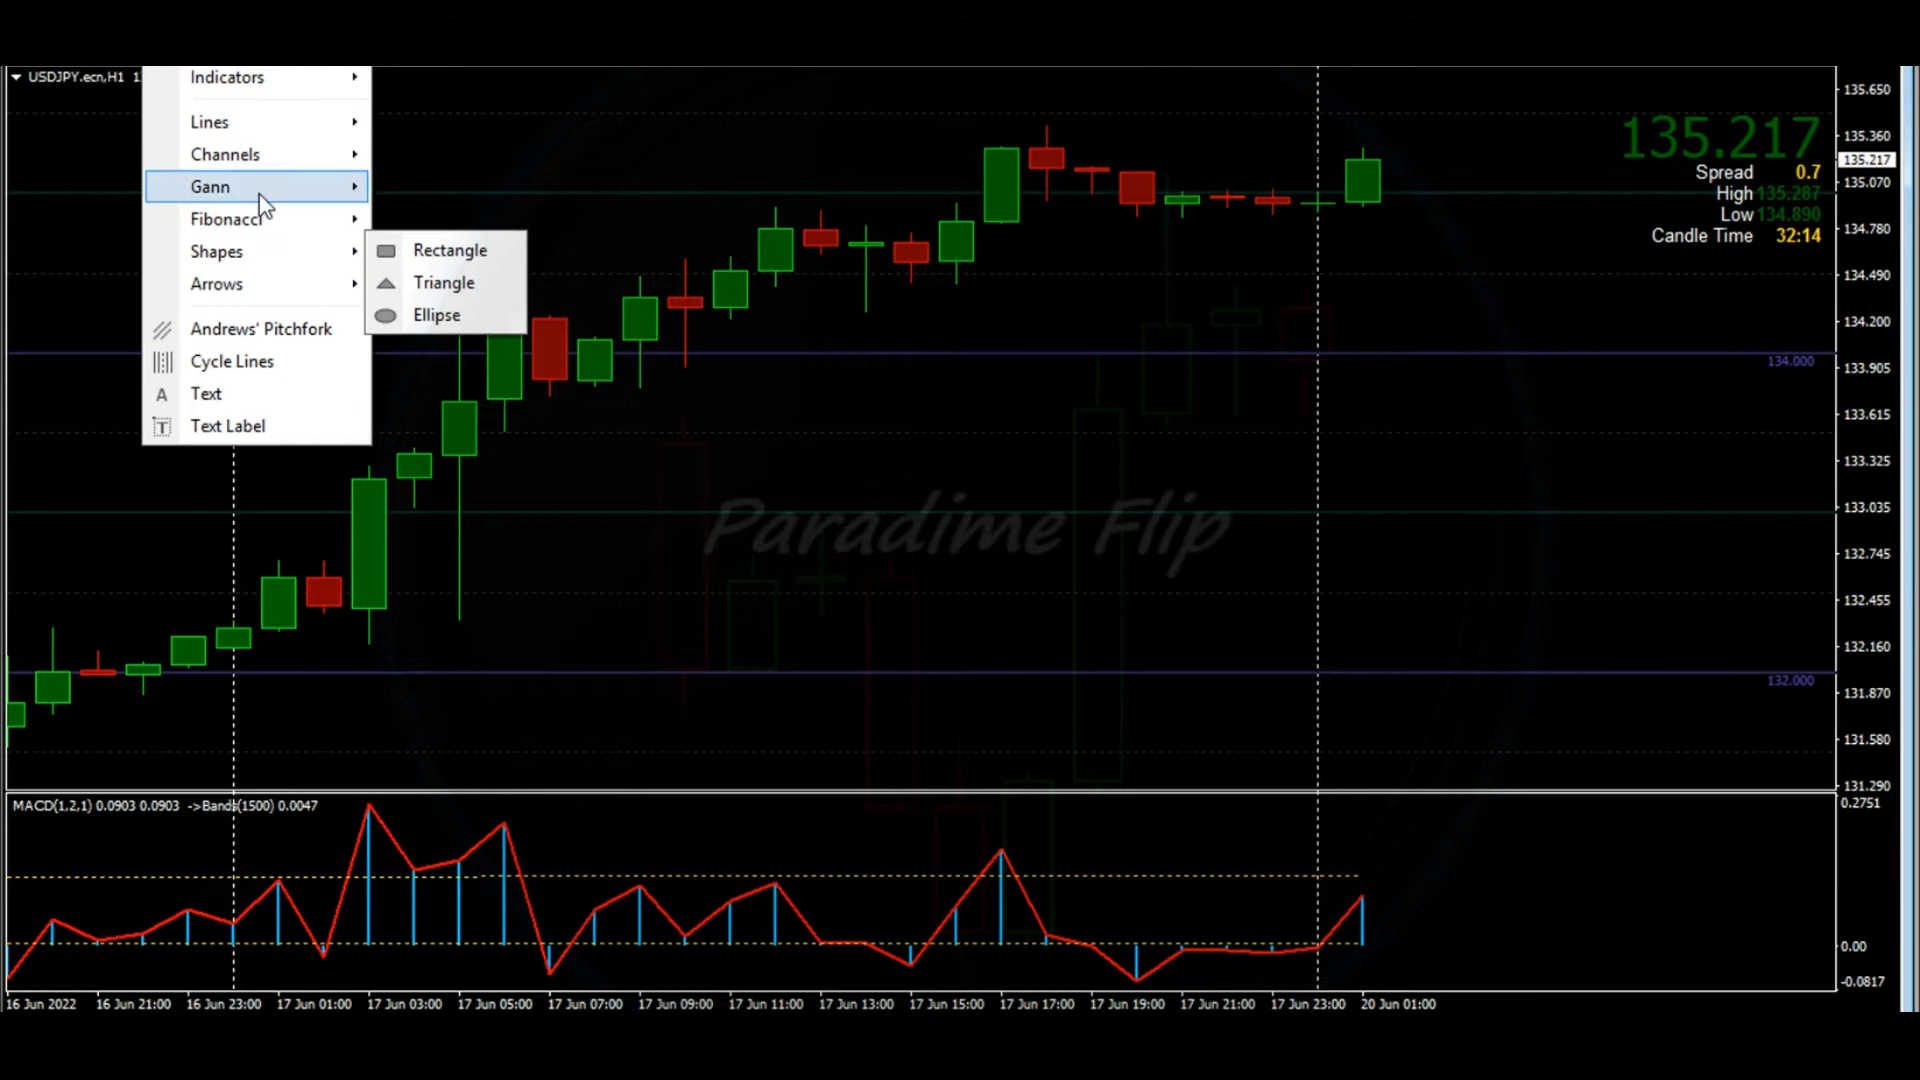 USDJPY.ecn,H1 1
Indicators
Lines
Channels
Gann
Fibonacci
Shapes
Arrows
Andrews' Pitchfork
Cycle Lines
Text
Text Label
Rectangle
Triangle
Ellipse
135.217
Spread 0.7
High 135.287
Low 134.890
Candle Time 32:14
134.000
132.000
Paradime Flip
135.650
135.360
135.217
135.070
134.780
134.490
134.200
133.905
133.615
133.325
133.035
132.745
132.455
132.160
131.870
131.580
131.290
MACD(1,2,1) 0.0903 0.0903 ->Bands(1500) 0.0047
0.2751
0.00
-0.0817
16 Jun 2022 16 Jun 21:00 16 Jun 23:00 17 Jun 01:00 17 Jun 03:00 17 Jun 05:00 17 Jun 07:00 17 Jun 09:00 17 Jun 11:00 17 Jun 13:00 17 Jun 15:00 17 Jun 17:00 17 Jun 19:00 17 Jun 21:00 17 Jun 23:00 20 Jun 01:00